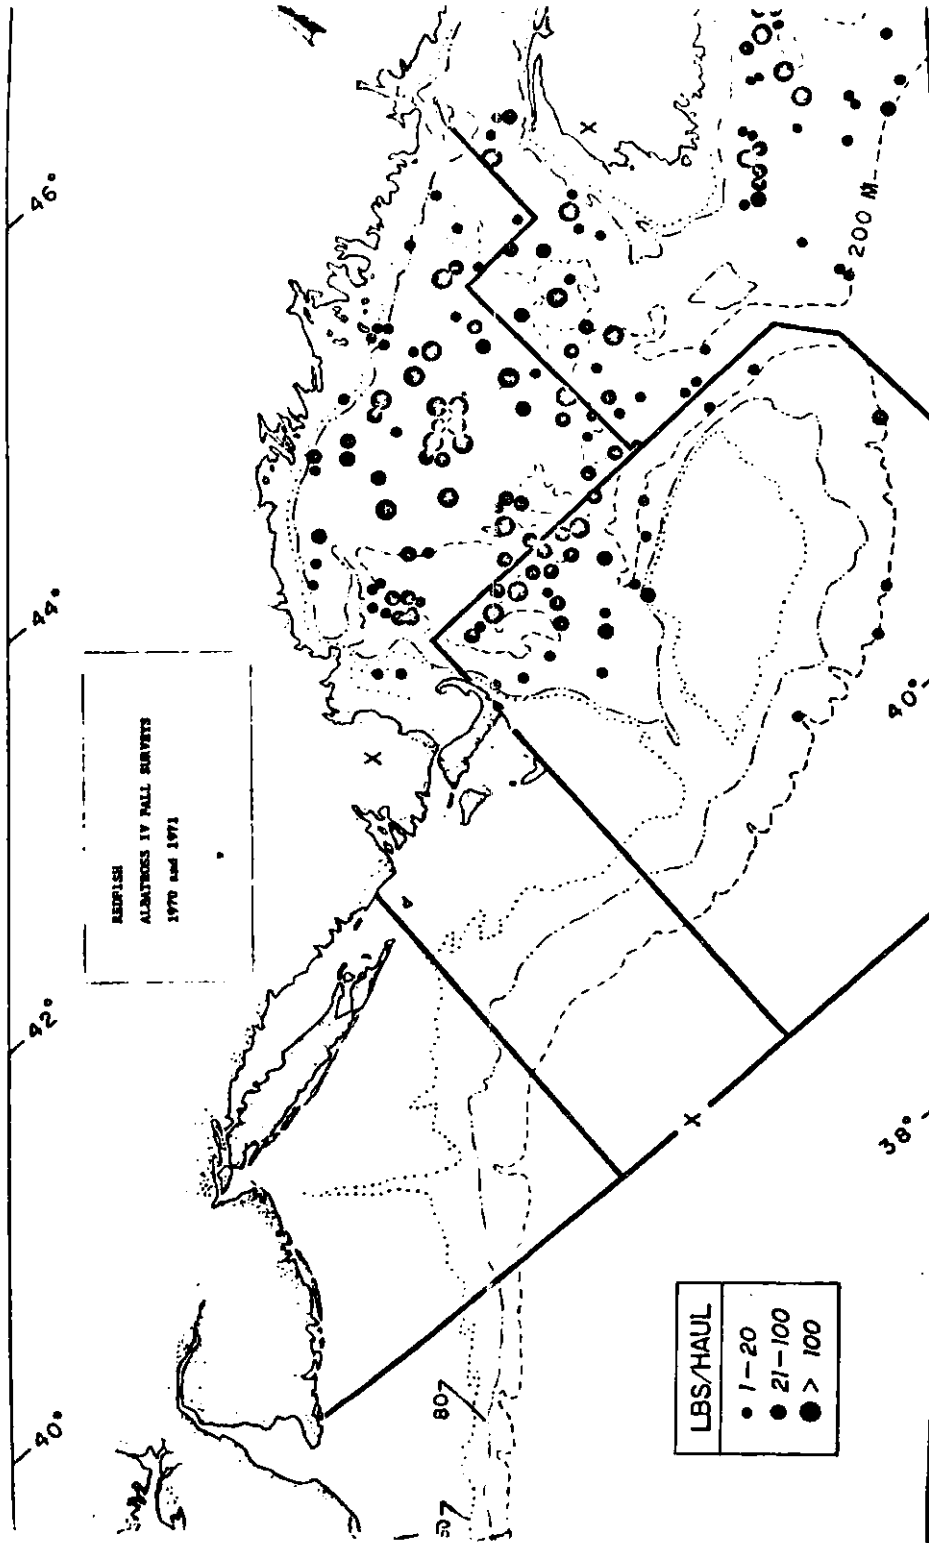 REDFISH
ALBATROSS IV FALL SURVEYS
1970 and 1971
46°
44°
42°
40°
40°
38°
200 M
80
X
X
X
LBS/HAUL
1-20
21-100
> 100